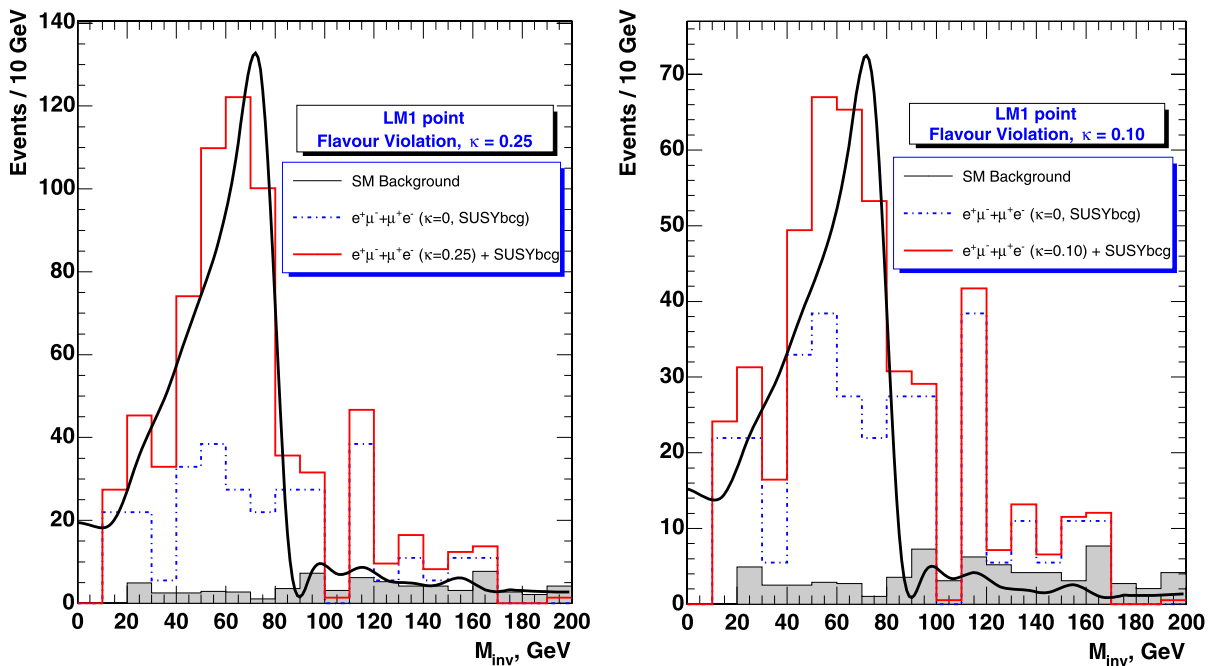 Events / 10 GeV
140
120
100
80
60
40
20
0
LM1 point
Flavour Violation, κ = 0.25
SM Background
e⁺μ⁻+μ⁺e⁻ (κ=0, SUSYbcg)
e⁺μ⁻+μ⁺e⁻ (κ=0.25) + SUSYbcg
0 20 40 60 80 100 120 140 160 180 200
M_inv, GeV
Events / 10 GeV
70
60
50
40
30
20
10
0
LM1 point
Flavour Violation, κ = 0.10
SM Background
e⁺μ⁻+μ⁺e⁻ (κ=0, SUSYbcg)
e⁺μ⁻+μ⁺e⁻ (κ=0.10) + SUSYbcg
0 20 40 60 80 100 120 140 160 180 200
M_inv, GeV